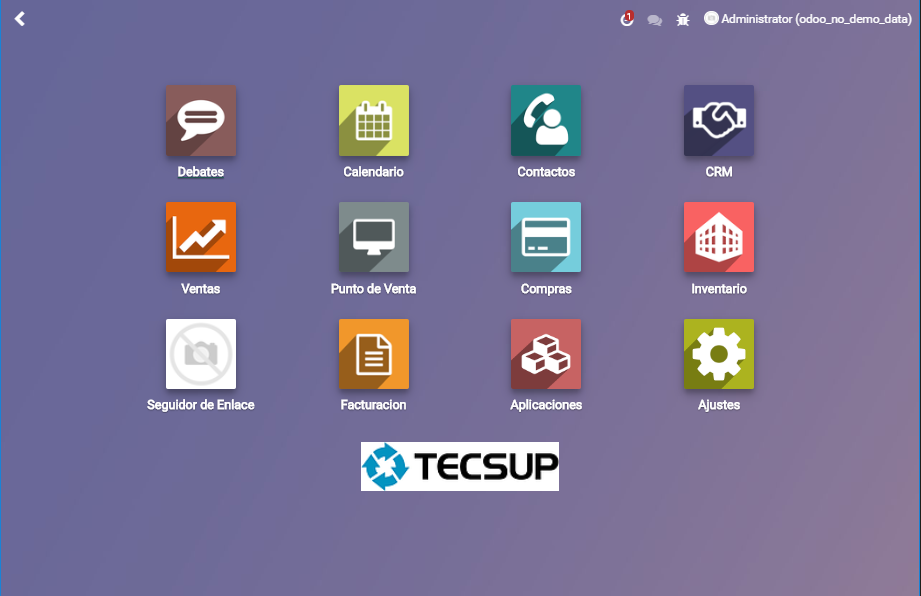 1
Administrator (odoo_no_demo_data)
Debates
Calendario
Contactos
CRM
Ventas
Punto de Venta
Compras
Inventario
Seguidor de Enlace
Facturacion
Aplicaciones
Ajustes
TECSUP